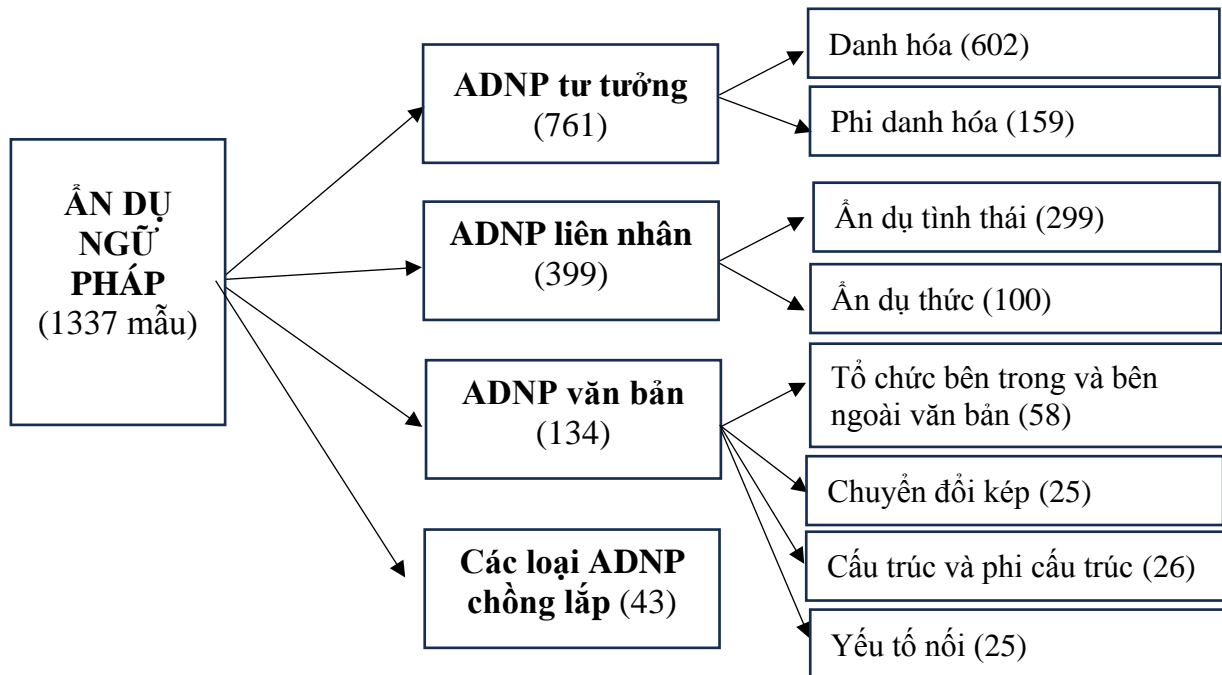 ẨN DỤ
NGỮ
PHÁP
(1337 mẫu)
ADNP tư tưởng
(761)
Danh hóa (602)
Phi danh hóa (159)
ADNP liên nhân
(399)
Ẩn dụ tình thái (299)
Ẩn dụ thức (100)
ADNP văn bản
(134)
Tổ chức bên trong và bên
ngoài văn bản (58)
Chuyển đổi kép (25)
Cấu trúc và phi cấu trúc (26)
Yếu tố nối (25)
Các loại ADNP
chồng lắp (43)